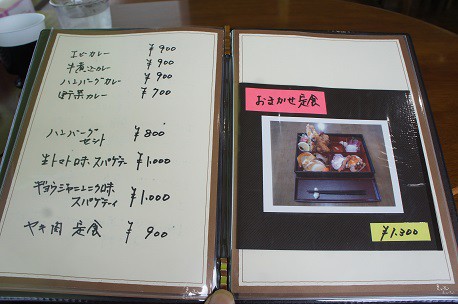 エビカレー ¥900
牛煮込カレー ¥900
ハンバーグカレー ¥900
野菜カレー ¥700
ハンバーグ
セット ¥800
生トマト味 スパゲティ ¥1,000
ギョウジャニンニク味
スパゲティ ¥1,000
ヤキ肉 定食 ¥900
おまかせ定食
¥1,300